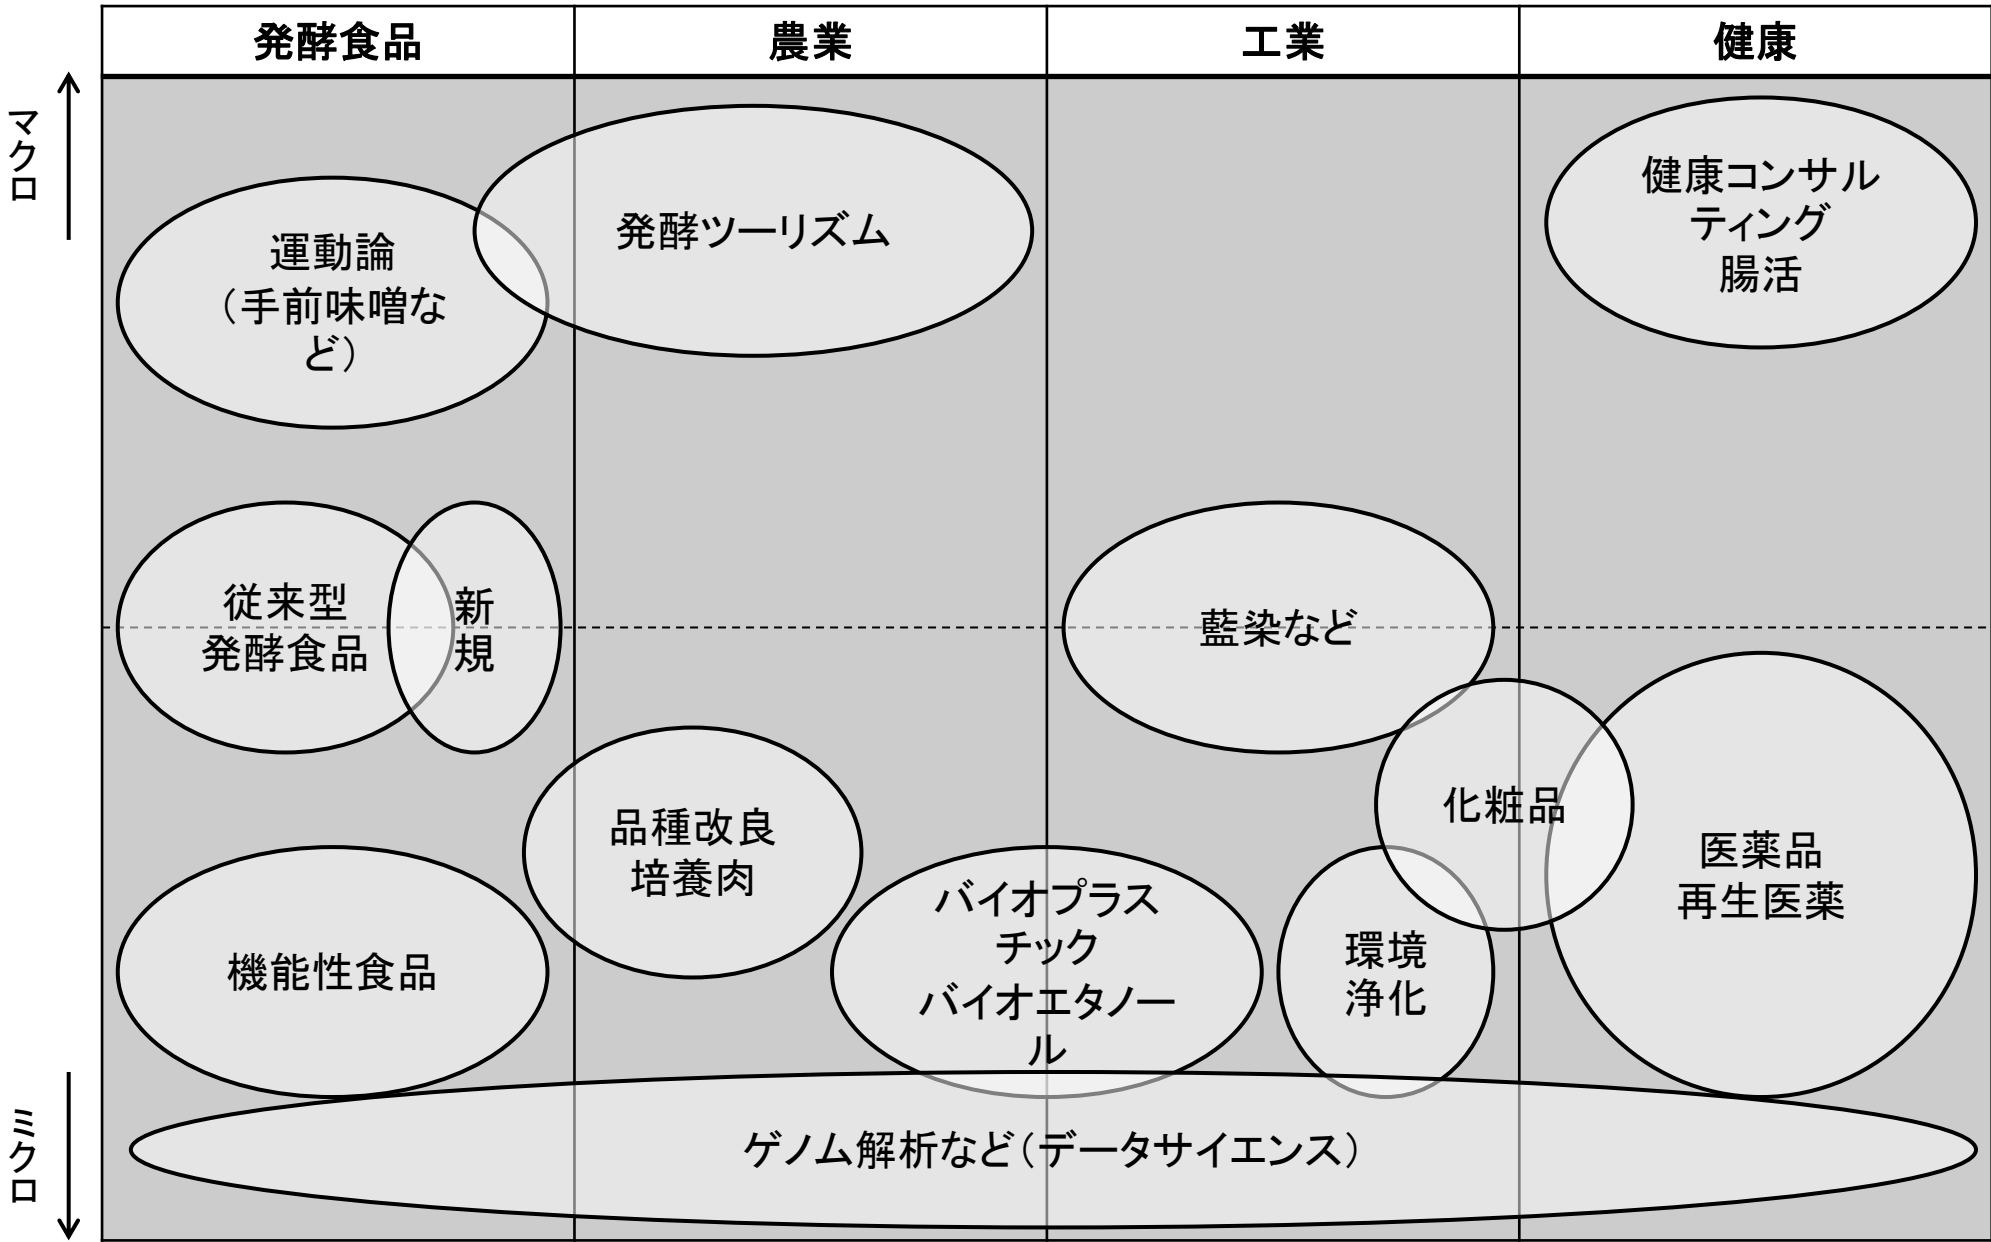 発酵食品
農業
工業
健康
マクロ
運動論
（手前味噌な
ど）
発酵ツーリズム
健康コンサル
ティング
腸活
従来型
発酵食品
新
規
藍染など
品種改良
培養肉
化粧品
医薬品
再生医薬
機能性食品
バイオプラス
チック
バイオエタノー
ル
環境
浄化
ミクロ
ゲノム解析など（データサイエンス）